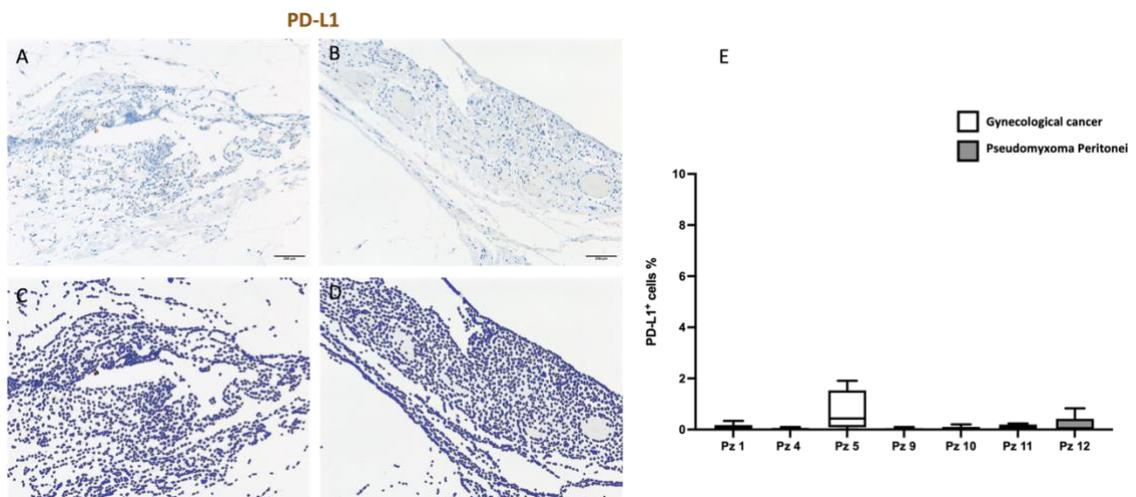 PD-L1
A
B
C
D
E
Gynecological cancer
Pseudomyxoma Peritonei
PD-L1⁺ cells %
10
8
6
4
2
0
Pz 1 Pz 4 Pz 5 Pz 9 Pz 10 Pz 11 Pz 12